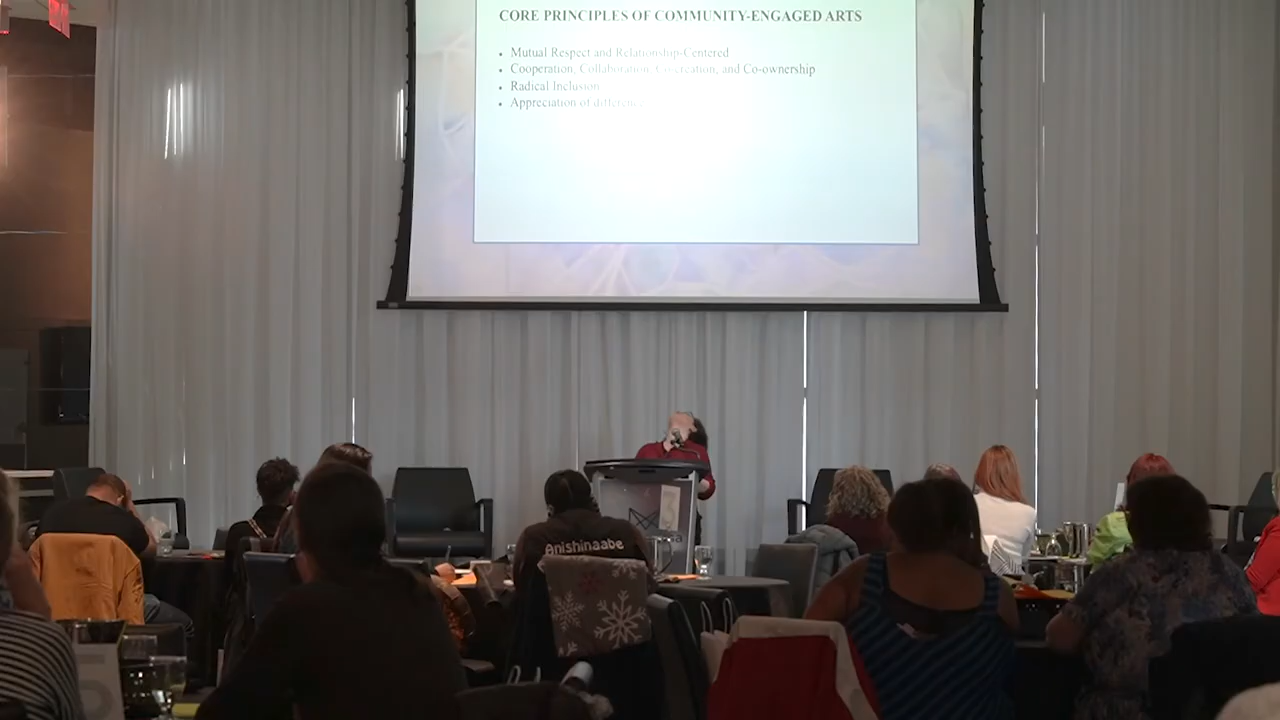 CORE PRINCIPLES OF COMMUNITY-ENGAGED ARTS
• Mutual Respect and Relationship-Centered
• Cooperation, Collaboration, Co-creation, and Co-ownership
• Radical Inclusion
• Appreciation of difference
Anishinaabe